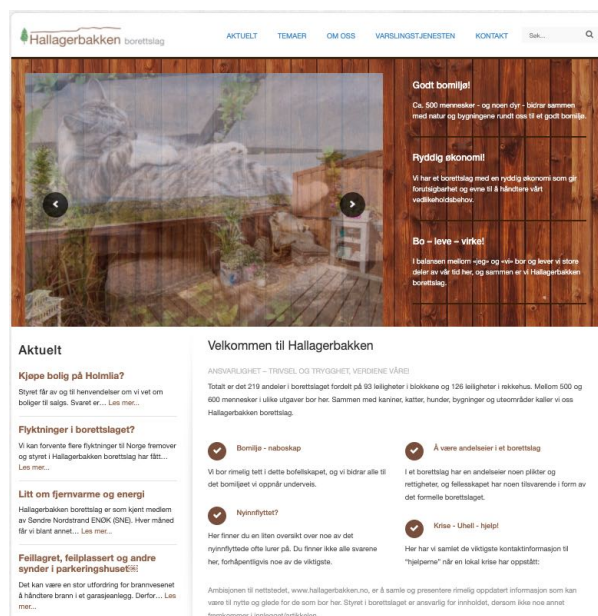 Hallagerbakken borettslag
AKTUELT TEMAER OM OSS VARSLINGSTJENESTEN KONTAKT Søk...
Godt bomiljø!
Ca. 500 mennesker - og noen dyr - bidrar sammen
med natur og bygningene rundt oss til et godt bomiljø.
Ryddig økonomi!
Vi har et borettslag med en ryddig økonomi som gir
forutsigbarhet og evne til å håndtere vårt
vedlikeholdsbehov.
Bo – leve – virke!
I balansen mellom «jeg» og «vi» bor og lever vi store
deler av vår tid her, og sammen er vi Hallagerbakken
borettslag.
Aktuelt
Kjøpe bolig på Holmlia?
Styret får av og til henvendelser om vi vet om
boliger til salgs. Svaret er… Les mer...
Flyktninger i borettslaget?
Vi kan forvente flere flyktninger til Norge fremover
og styret i Hallagerbakken borettslag har fått…
Les mer...
Litt om fjernvarme og energi
Hallagerbakken borettslag er som kjent medlem
av Søndre Nordstrand ENØK (SNE). Hver måned
får vi blant annet… Les mer...
Feillagret, feilplassert og andre
synder i parkeringshuset
Det kan være en stor utfordring for brannvesenet
å håndtere brann i et garasjeanlegg. Derfor… Les
mer...
Velkommen til Hallagerbakken
ANSVARLIGHET – TRIVSEL OG TRYGGHET, VERDIENE VÅRE!
Totalt er det 219 andeler i borettslaget fordelt på 93 leiligheter i blokkene og 126 leiligheter i rekkehus. Mellom 500 og
600 mennesker i ulike utgaver bor her. Sammen med kaniner, katter, hunder, bygninger og uteområder kaller vi oss
Hallagerbakken borettslag.
Bomiljø - naboskap
Vi bor rimelig tett i dette bofellskapet, og vi bidrar alle til
det bomiljøet vi oppnår underveis.
Å være andelseier i et borettslag
I et borettslag har en andelseier noen plikter og
rettigheter, og fellesskapet har noen tilsvarende i form av
det formelle borettslaget.
Nyinnflyttet?
Her finner du en liten oversikt over noe av det
nyinnflyttede ofte lurer på. Du finner ikke alle svarene
her, forhåpentligvis noe av de viktigste.
Krise - Uhell - hjelp!
Her har vi samlet de viktigste kontaktinformasjon til
"hjelperne" når en lokal krise har oppstått:
Ambisjonen til nettstedet, www.hallagerbakken.no, er å samle og presentere rimelig oppdatert informasjon som kan
være til nytte og glede for de som bor her. Styret i borettslaget er ansvarlig for innholdet, dersom ikke noe annet
fremkommer i innlegget/artikkelen.